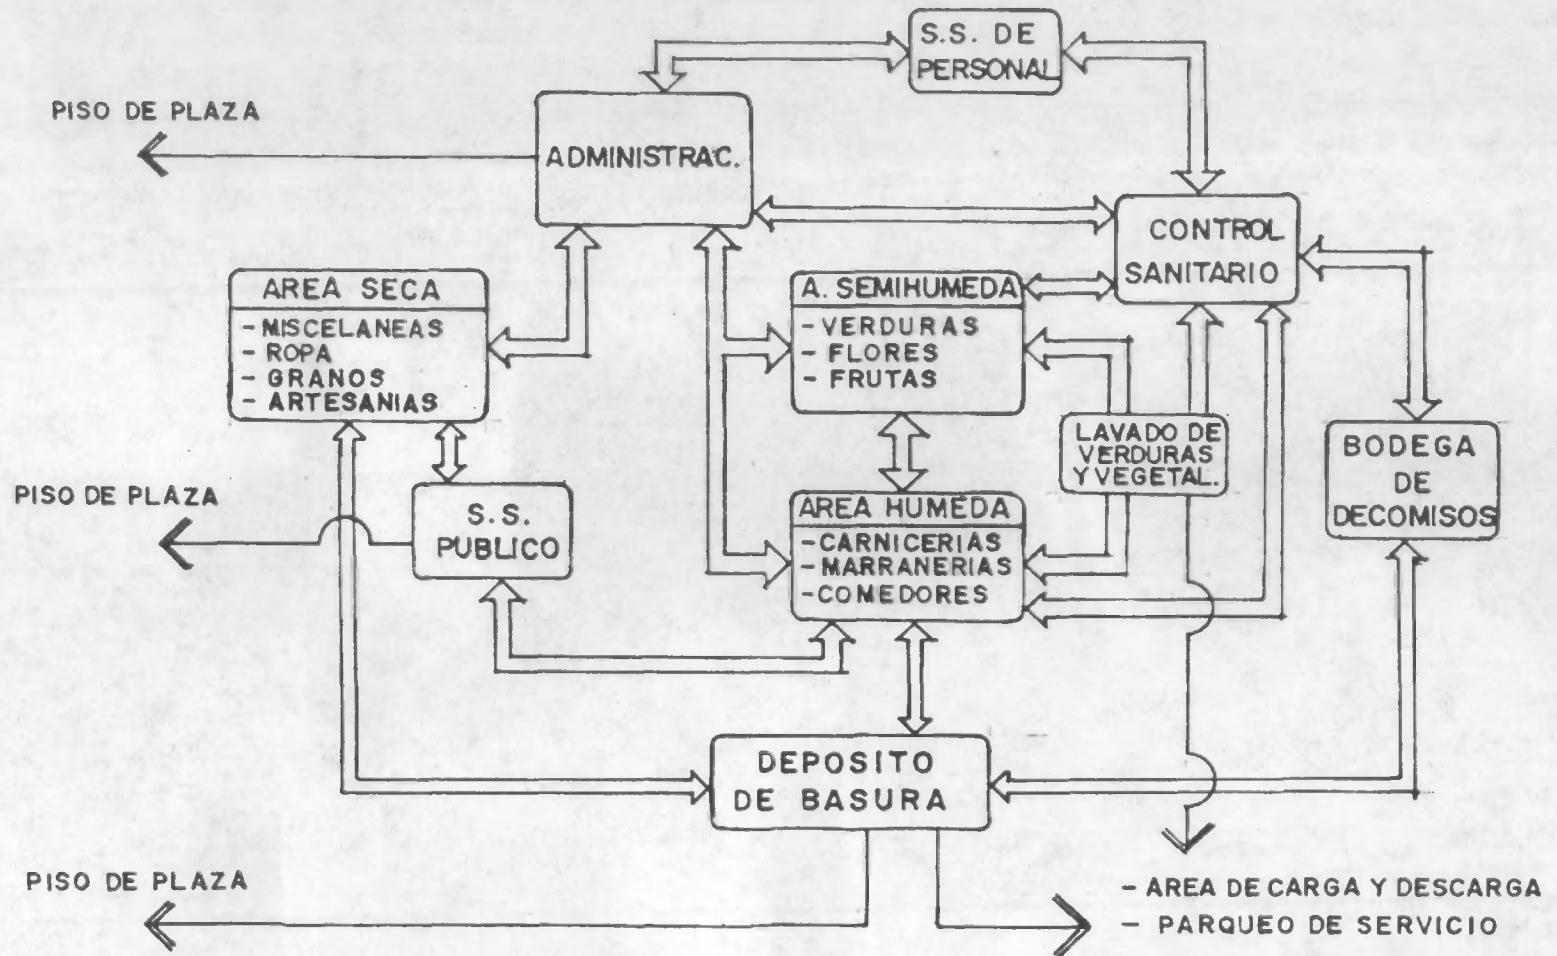 S.S. DE
PERSONAL
PISO DE PLAZA
ADMINISTRAC.
CONTROL
SANITARIO
AREA SECA
- MISCELANEAS
- ROPA
- GRANOS
- ARTESANIAS
A. SEMIHUMEDA
- VERDURAS
- FLORES
- FRUTAS
LAVADO DE
VERDURAS
Y VEGETAL.
BODEGA
DE
DECOMISOS
PISO DE PLAZA
S.S.
PUBLICO
AREA HUMEDA
- CARNICERIAS
- MARRANERIAS
- COMEDORES
DEPOSITO
DE BASURA
PISO DE PLAZA
- AREA DE CARGA Y DESCARGA
- PARQUEO DE SERVICIO